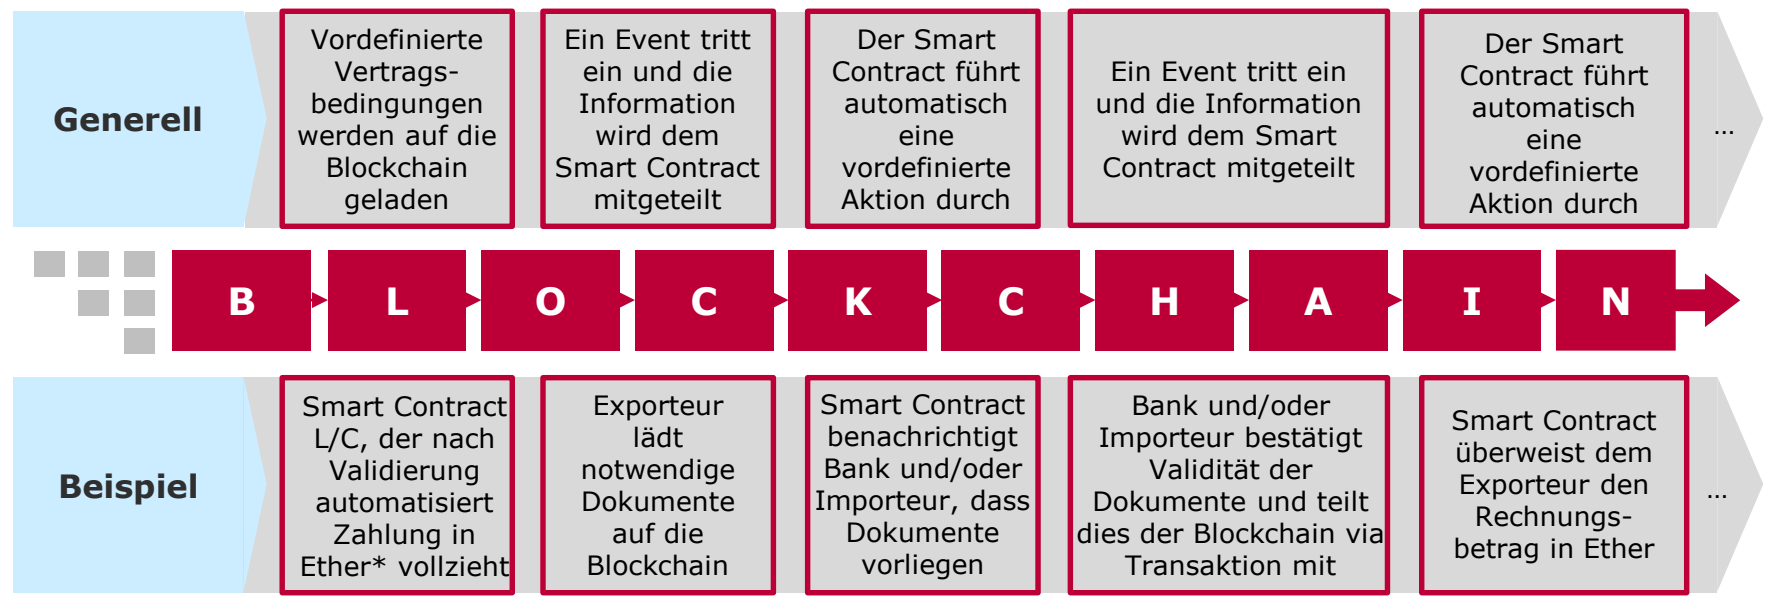 Generell
Vordefinierte
Vertrags-
bedingungen
werden auf die
Blockchain
geladen
Ein Event tritt
ein und die
Information
wird dem
Smart Contract
mitgeteilt
Der Smart
Contract führt
automatisch
eine
vordefinierte
Aktion durch
Ein Event tritt ein
und die Information
wird dem Smart
Contract mitgeteilt
Der Smart
Contract führt
automatisch
eine
vordefinierte
Aktion durch
...
B L O C K C H A I N
Beispiel
Smart Contract
L/C, der nach
Validierung
automatisiert
Zahlung in
Ether* vollzieht
Exporteur
lädt
notwendige
Dokumente
auf die
Blockchain
Smart Contract
benachrichtigt
Bank und/oder
Importeur, dass
Dokumente
vorliegen
Bank und/oder
Importeur bestätigt
Validität der
Dokumente und teilt
dies der Blockchain via
Transaktion mit
Smart Contract
überweist dem
Exporteur den
Rechnungs-
betrag in Ether
...